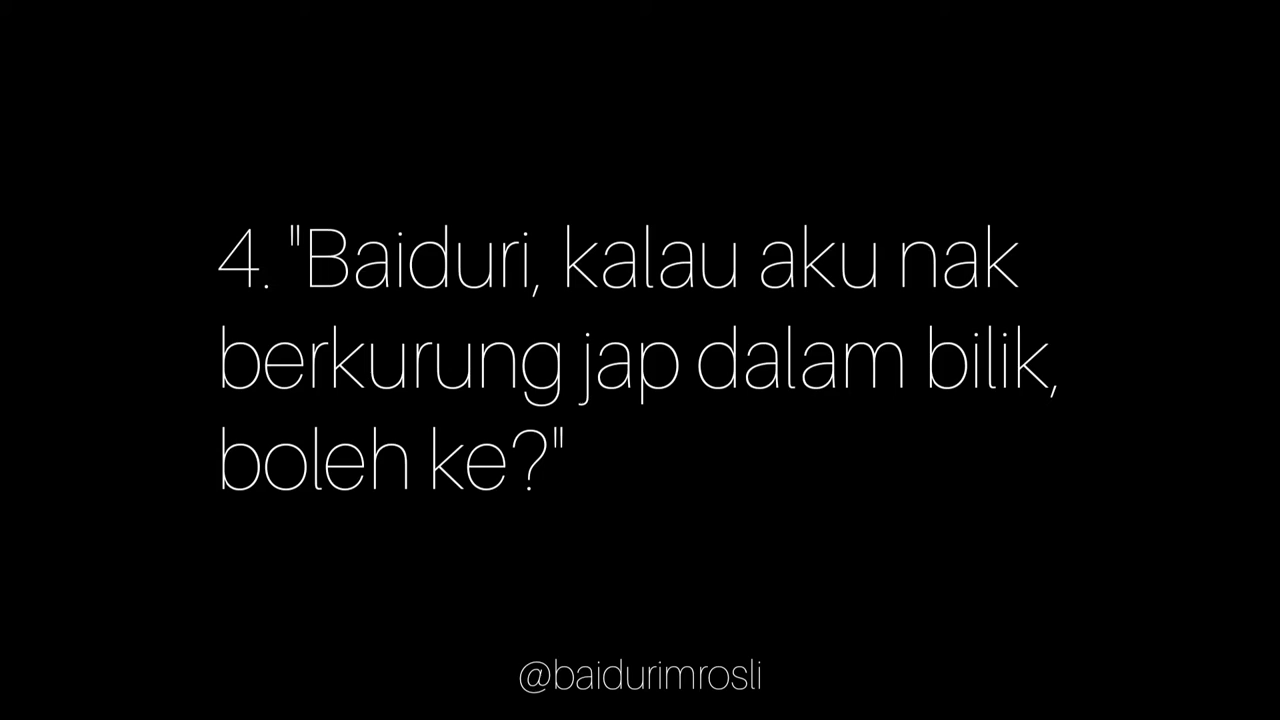 4. "Baiduri, kalau aku nak
berkurung jap dalam bilik,
boleh ke?"
@baidurimrosli